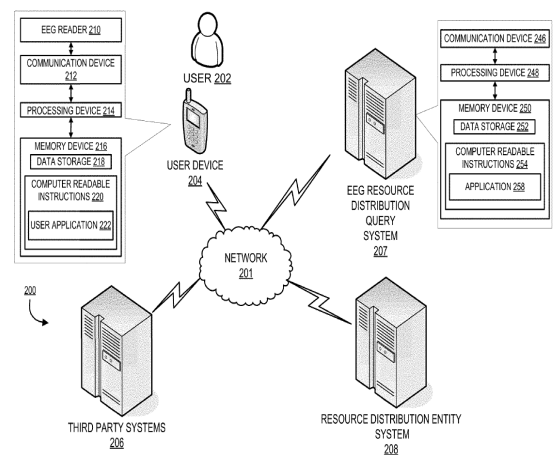 EEG READER 210
COMMUNICATION DEVICE
212
PROCESSING DEVICE 214
MEMORY DEVICE 216
DATA STORAGE 218
COMPUTER READABLE
INSTRUCTIONS 220
USER APPLICATION 222
USER 202
USER DEVICE
204
COMMUNICATION DEVICE 246
PROCESSING DEVICE 248
MEMORY DEVICE 250
DATA STORAGE 252
COMPUTER READABLE
INSTRUCTIONS
254
APPLICATION 258
EEG RESOURCE
DISTRIBUTION
QUERY
SYSTEM
207
NETWORK
201
200
THIRD PARTY SYSTEMS
206
RESOURCE DISTRIBUTION ENTITY
SYSTEM
208